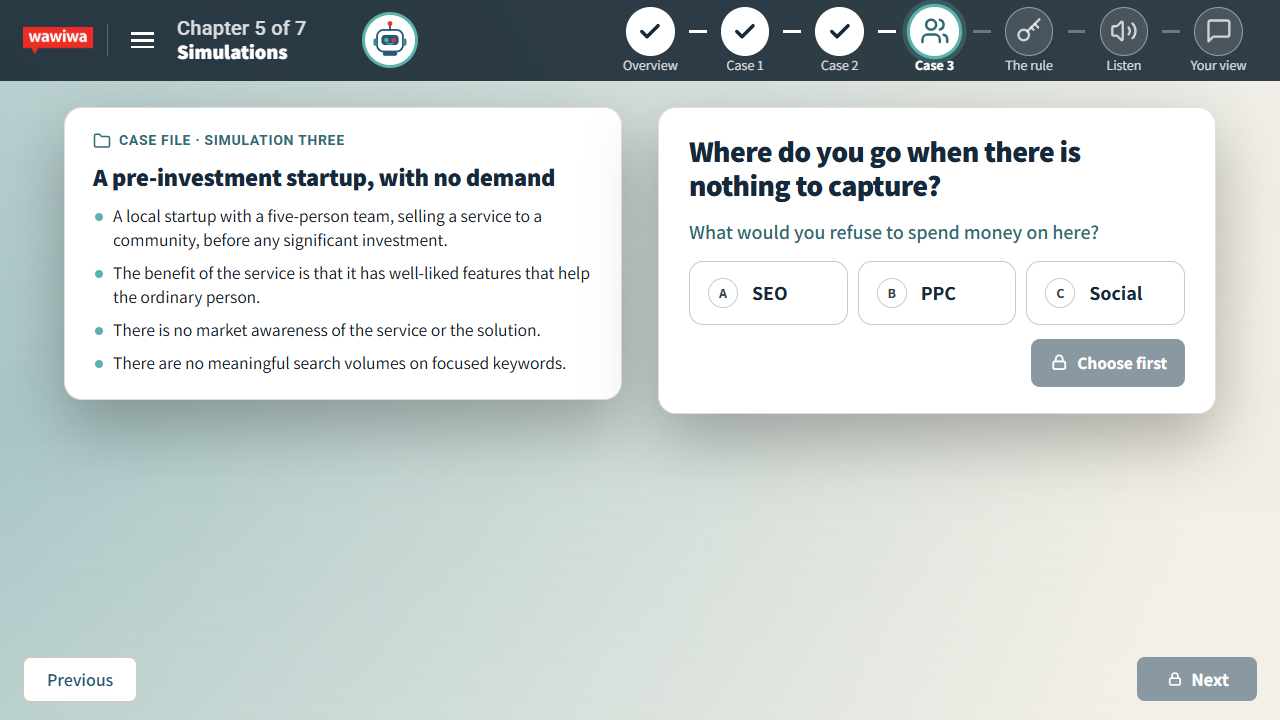 wawiwa
Chapter 5 of 7
Simulations
Overview
Case 1
Case 2
Case 3
The rule
Listen
Your view
CASE FILE · SIMULATION THREE
A pre-investment startup, with no demand
A local startup with a five-person team, selling a service to a
community, before any significant investment.
The benefit of the service is that it has well-liked features that help
the ordinary person.
There is no market awareness of the service or the solution.
There are no meaningful search volumes on focused keywords.
Where do you go when there is
nothing to capture?
What would you refuse to spend money on here?
A SEO
B PPC
C Social
Choose first
Previous
Next